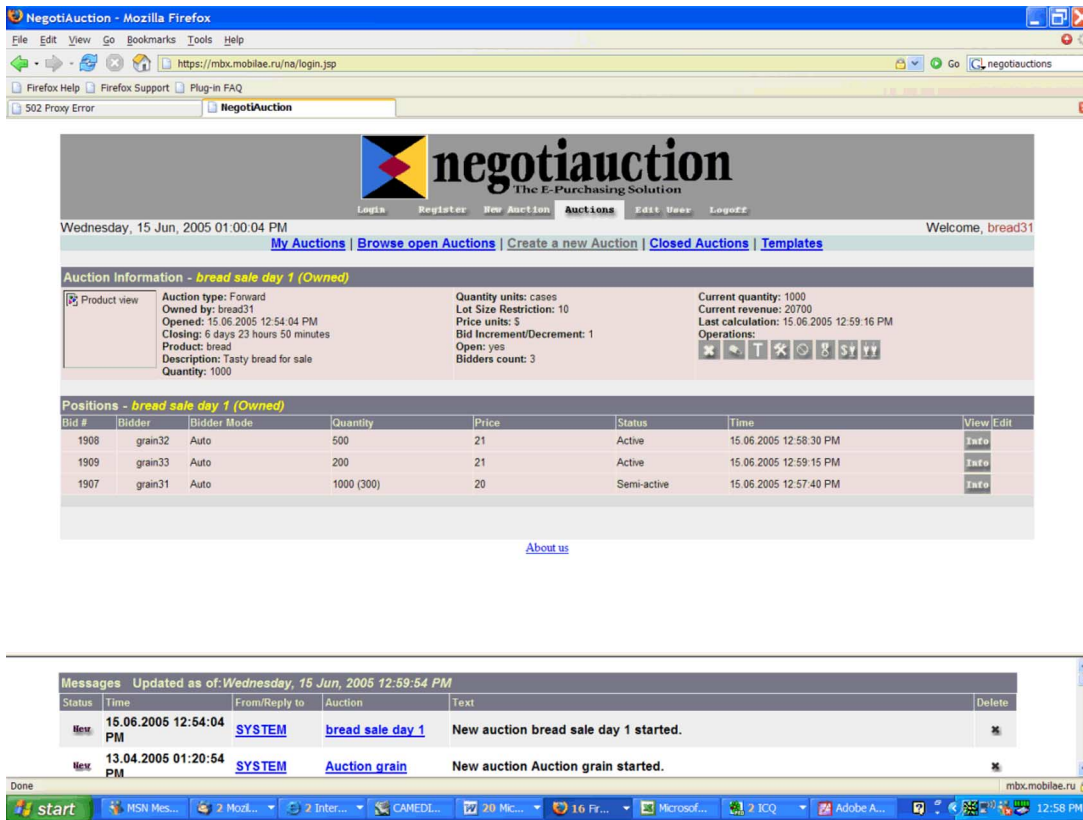 NegotiAuction - Mozilla Firefox
File Edit View Go Bookmarks Tools Help
https://mbx.mobilae.ru/na/login.jsp Go negotiauctions
Firefox Help Firefox Support Plug-in FAQ
502 Proxy Error NegotiAuction
negotiauction
The E-Purchasing Solution
Login Register New Auction Auctions Edit User Logoff
Wednesday, 15 Jun, 2005 01:00:04 PM Welcome, bread31
My Auctions | Browse open Auctions | Create a new Auction | Closed Auctions | Templates
Auction Information - bread sale day 1 (Owned)
Product view Auction type: Forward Quantity units: cases Current quantity: 1000
Owned by: bread31 Lot Size Restriction: 10 Current revenue: 20700
Opened: 15.06.2005 12:54:04 PM Price units: $ Last calculation: 15.06.2005 12:59:16 PM
Closing: 6 days 23 hours 50 minutes Bid Increment/Decrement: 1 Operations:
Product: bread Open: yes
Description: Tasty bread for sale Bidders count: 3
Quantity: 1000
Positions - bread sale day 1 (Owned)
Bid # Bidder Bidder Mode Quantity Price Status Time View Edit
1908 grain32 Auto 500 21 Active 15.06.2005 12:58:30 PM Info
1909 grain33 Auto 200 21 Active 15.06.2005 12:59:15 PM Info
1907 grain31 Auto 1000 (300) 20 Semi-active 15.06.2005 12:57:40 PM Info
About us
Messages Updated as of:Wednesday, 15 Jun, 2005 12:59:54 PM
Status Time From/Reply to Auction Text Delete
New 15.06.2005 12:54:04 PM SYSTEM bread sale day 1 New auction bread sale day 1 started.
New 13.04.2005 01:20:54 PM SYSTEM Auction grain New auction Auction grain started.
Done mbx.mobilae.ru
start MSN Mes... 2 Mozil... 2 Inter... CAMEDI... 20 Mic... 16 Fr... Microsof... 2 ICQ Adobe A... 12:58 PM